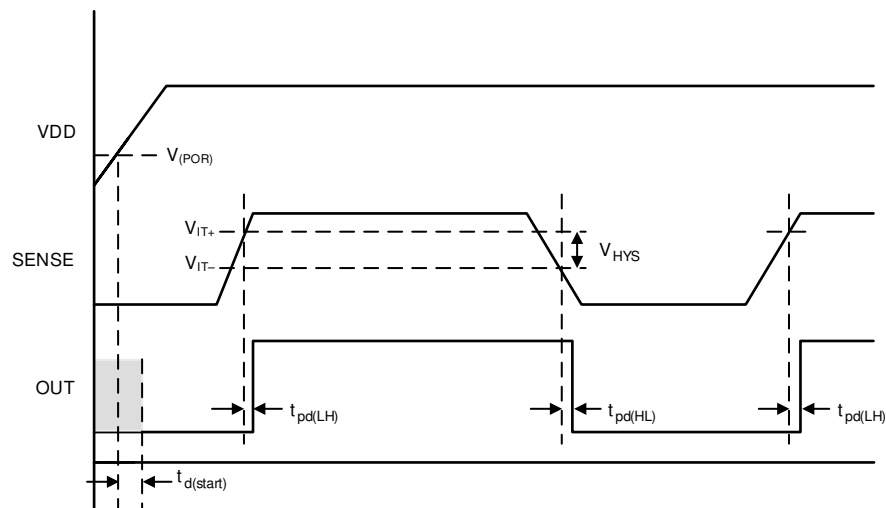 VDD
V(POR)
VIT+
VIT–
VHYS
SENSE
OUT
tpd(LH)
tpd(HL)
tpd(LH)
td(start)